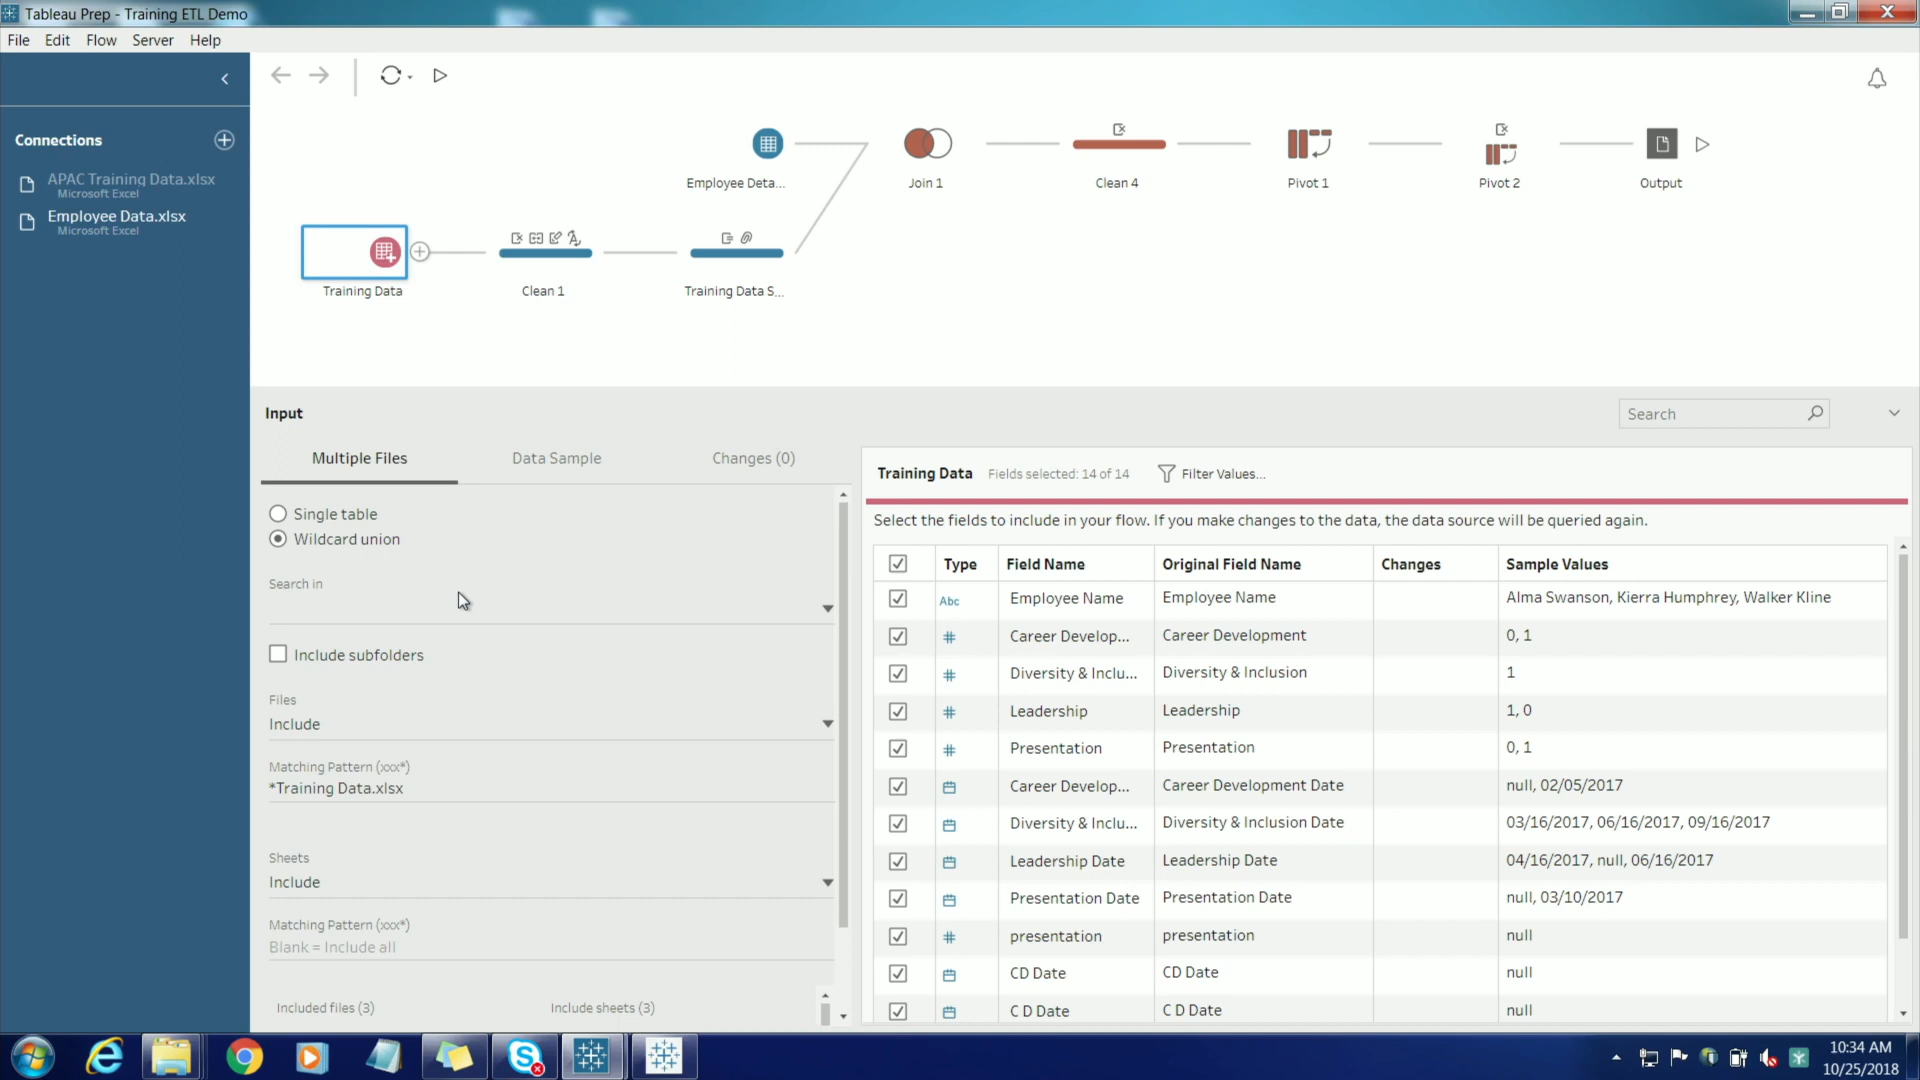 Tableau Prep - Training ETL Demo
File Edit Flow Server Help
Connections
APAC Training Data.xlsx
Microsoft Excel
Employee Data.xlsx
Microsoft Excel
Employee Deta...
Join 1
Clean 4
Pivot 1
Pivot 2
Output
Training Data
Clean 1
Training Data S...
Input
Search
Multiple Files
Data Sample
Changes (0)
Single table
Wildcard union
Search in
Include subfolders
Files
Include
Matching Pattern (xxx*)
*Training Data.xlsx
Sheets
Include
Matching Pattern (xxx*)
Blank = Include all
Included files (3)
Include sheets (3)
Training Data Fields selected: 14 of 14 Filter Values...
Select the fields to include in your flow. If you make changes to the data, the data source will be queried again.
Type Field Name Original Field Name Changes Sample Values
Abc Employee Name Employee Name Alma Swanson, Kierra Humphrey, Walker Kline
# Career Develop... Career Development 0, 1
# Diversity & Inclu... Diversity & Inclusion 1
# Leadership Leadership 1, 0
# Presentation Presentation 0, 1
Career Develop... Career Development Date null, 02/05/2017
Diversity & Inclu... Diversity & Inclusion Date 03/16/2017, 06/16/2017, 09/16/2017
Leadership Date Leadership Date 04/16/2017, null, 06/16/2017
Presentation Date Presentation Date null, 03/10/2017
# presentation presentation null
CD Date CD Date null
C D Date C D Date null
10:34 AM
10/25/2018